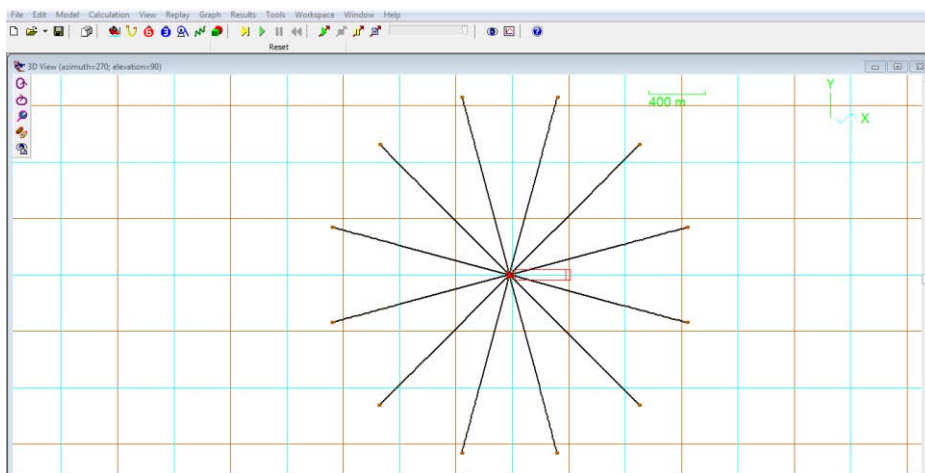 File Edit Model Calculation View Replay Graph Results Tools Workspace Window Help
Reset
3D View (azimuth=270; elevation=90)
400 m
Y
X